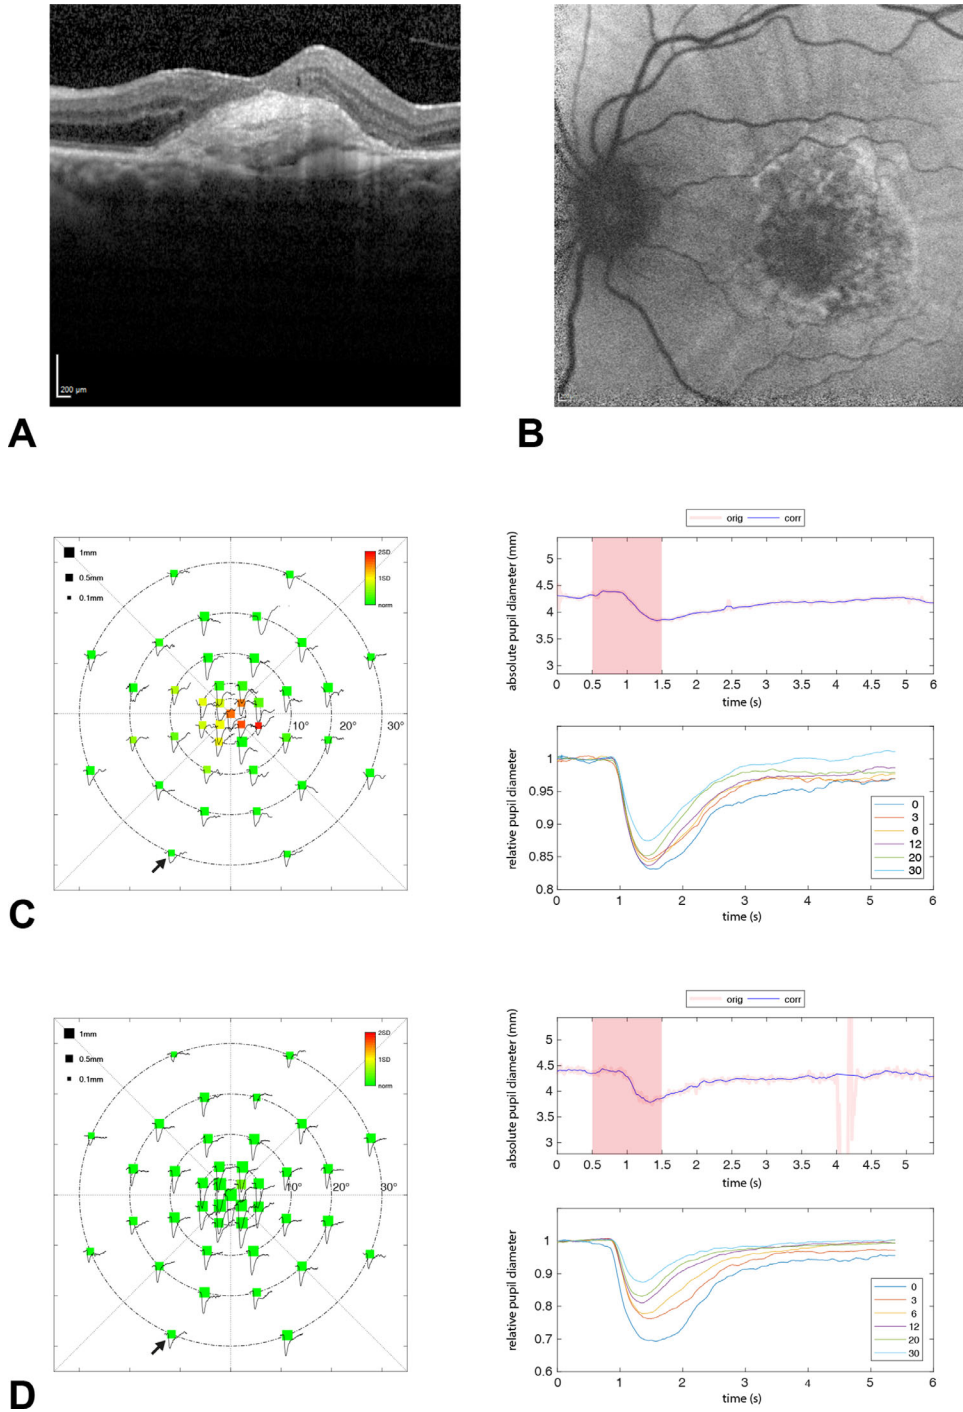 200 µm
A
B
1mm
0.5mm
0.1mm
2SD
1SD
norm
10°
20°
30°
C
orig
corr
absolute pupil diameter (mm)
5
4.5
4
3.5
3
0 0.5 1 1.5 2 2.5 3 3.5 4 4.5 5 5.5 6
time (s)
relative pupil diameter
1
0.95
0.9
0.85
0.8
0
3
6
12
20
30
0 1 2 3 4 5 6
time (s)
1mm
0.5mm
0.1mm
2SD
1SD
norm
10°
20°
30°
D
orig
corr
absolute pupil diameter (mm)
5
4.5
4
3.5
3
0 0.5 1 1.5 2 2.5 3 3.5 4 4.5 5
time (s)
relative pupil diameter
1
0.9
0.8
0.7
0.6
0
3
6
12
20
30
0 1 2 3 4 5 6
time (s)